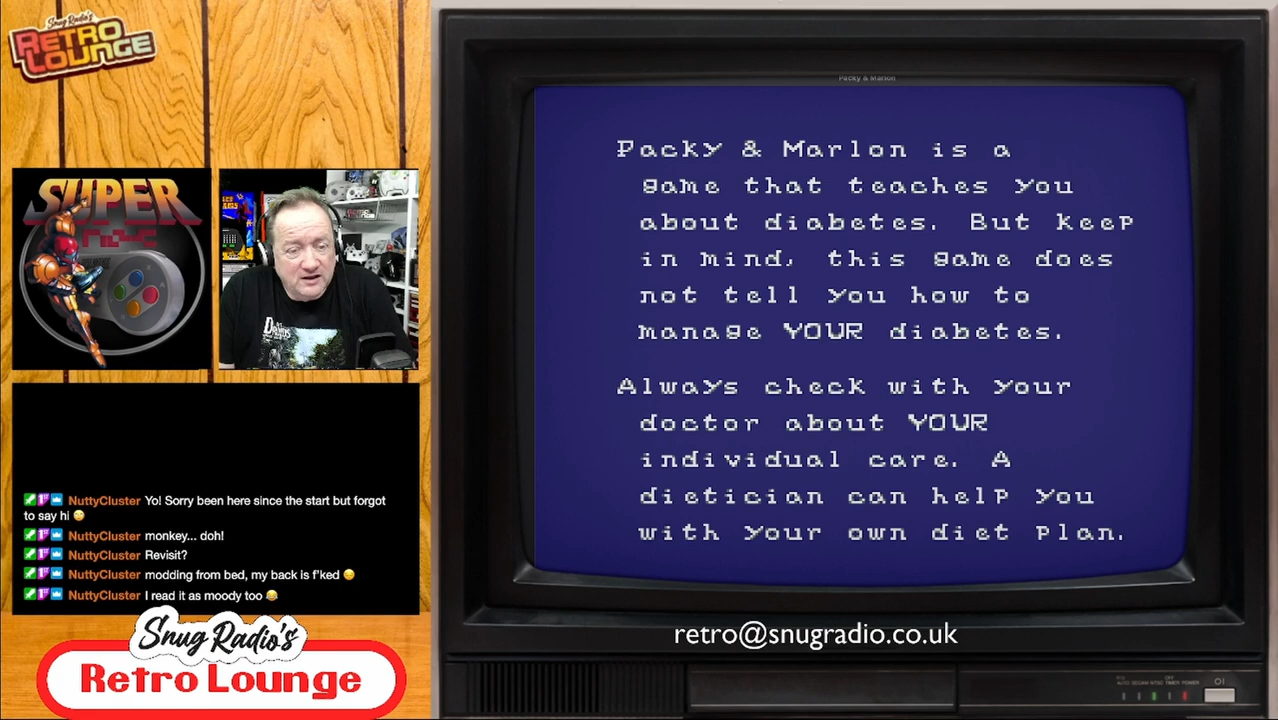 Snug Radio's
RETRO
LOUNGE
SUPER
Packy & Marlon
Packy & Marlon is a
game that teaches you
about diabetes. But keep
in mind, this game does
not tell you how to
manage YOUR diabetes.
Always check with your
doctor about YOUR
individual care. A
dietician can help you
with your own diet plan.
NuttyCluster Yo! Sorry been here since the start but forgot
to say hi
NuttyCluster monkey... doh!
NuttyCluster Revisit?
NuttyCluster modding from bed, my back is f'ked
NuttyCluster I read it as moody too
Snug Radio's
Retro Lounge
retro@snugradio.co.uk